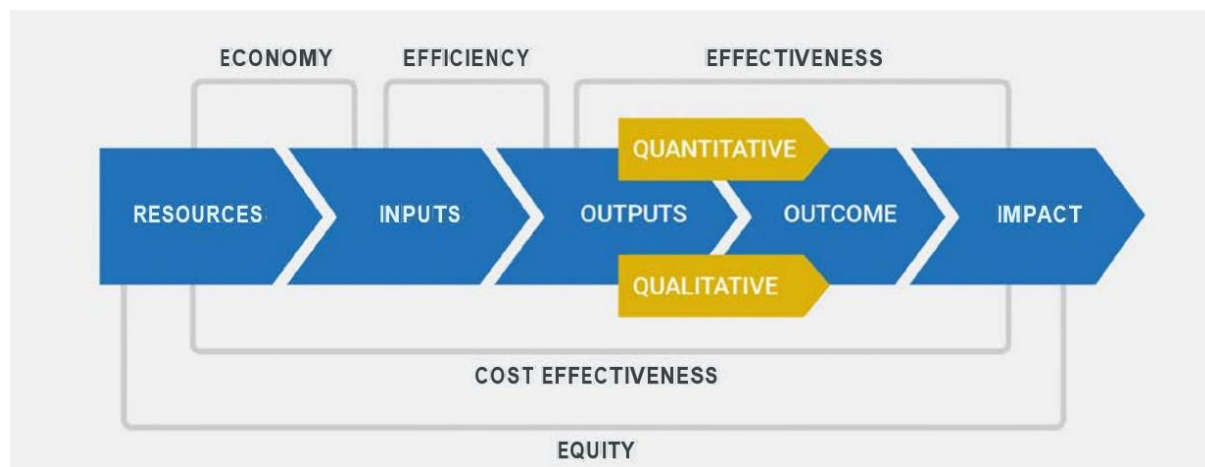 ECONOMY EFFICIENCY EFFECTIVENESS
QUANTITATIVE
RESOURCES INPUTS OUTPUTS OUTCOME IMPACT
QUALITATIVE
COST EFFECTIVENESS
EQUITY